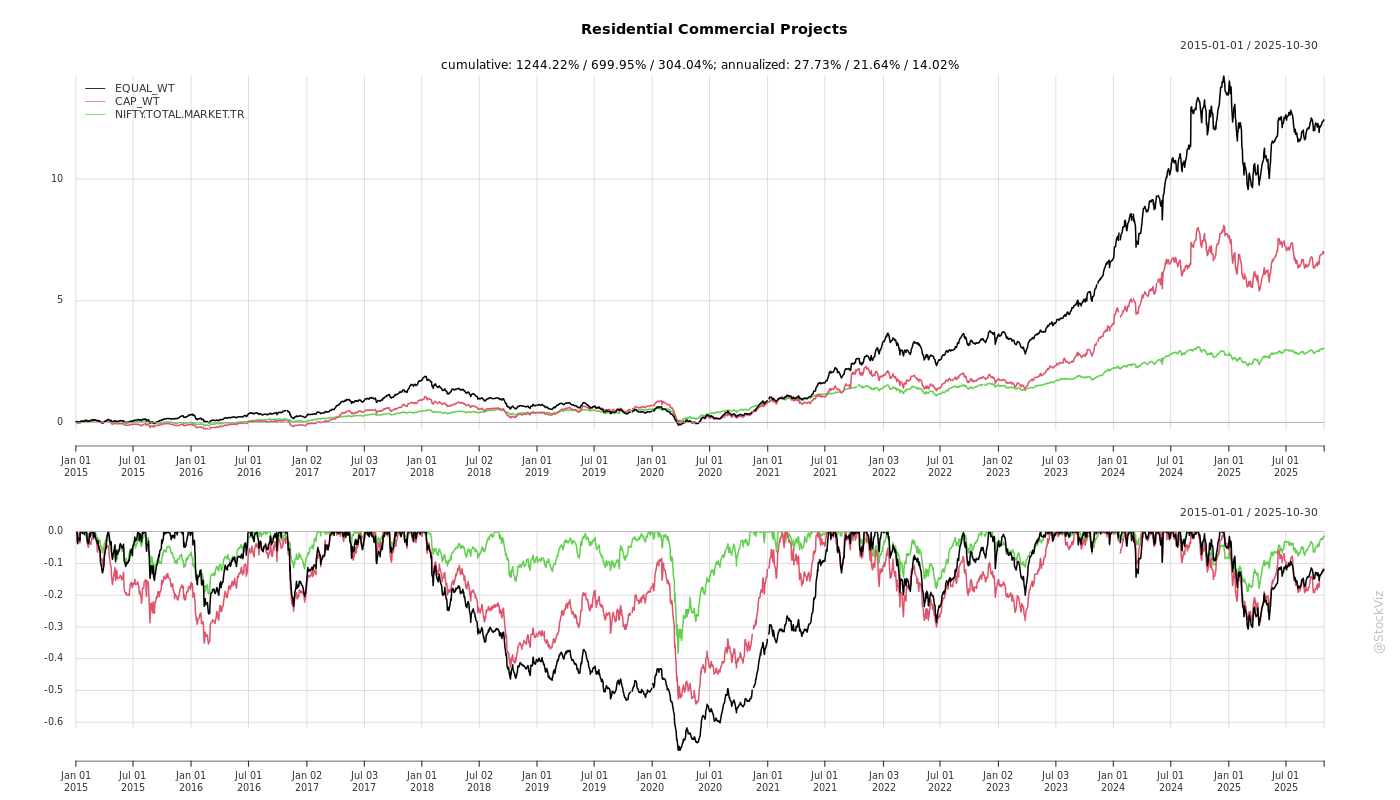 Residential Commercial Projects
2015-01-01 / 2025-10-30
cumulative: 1244.22% / 699.95% / 304.04%; annualized: 27.73% / 21.64% / 14.02%
EQUAL_WT
CAP_WT
NIFTY.TOTAL.MARKET.TR
10
5
0
Jan 01 Jul 01 Jan 01 Jul 01 Jan 02 Jul 03 Jan 01 Jul 02 Jan 01 Jul 01 Jan 01 Jul 01 Jan 01 Jul 01 Jan 03 Jul 01 Jan 02 Jul 03 Jan 01 Jul 01 Jan 01 Jul 01
2015 2015 2016 2016 2017 2017 2018 2018 2019 2019 2020 2020 2021 2021 2022 2022 2023 2023 2024 2024 2025 2025
2015-01-01 / 2025-10-30
0.0
-0.1
-0.2
-0.3
-0.4
-0.5
-0.6
Jan 01 Jul 01 Jan 01 Jul 01 Jan 02 Jul 03 Jan 01 Jul 02 Jan 01 Jul 01 Jan 01 Jul 01 Jan 01 Jul 01 Jan 03 Jul 01 Jan 02 Jul 03 Jan 01 Jul 01 Jan 01 Jul 01
2015 2015 2016 2016 2017 2017 2018 2018 2019 2019 2020 2020 2021 2021 2022 2022 2023 2023 2024 2024 2025 2025
@StockViz